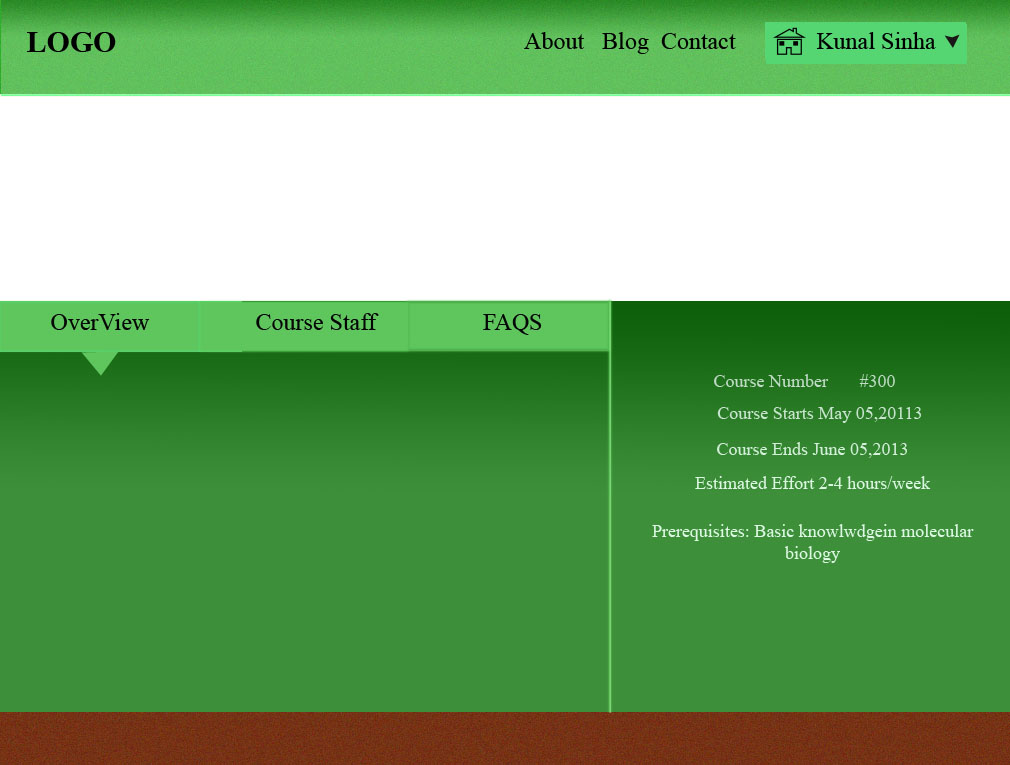 LOGO
About Blog Contact Kunal Sinha
OverView Course Staff FAQS
Course Number #300
Course Starts May 05,20113
Course Ends June 05,2013
Estimated Effort 2-4 hours/week
Prerequisites: Basic knowlwdgein molecular
biology